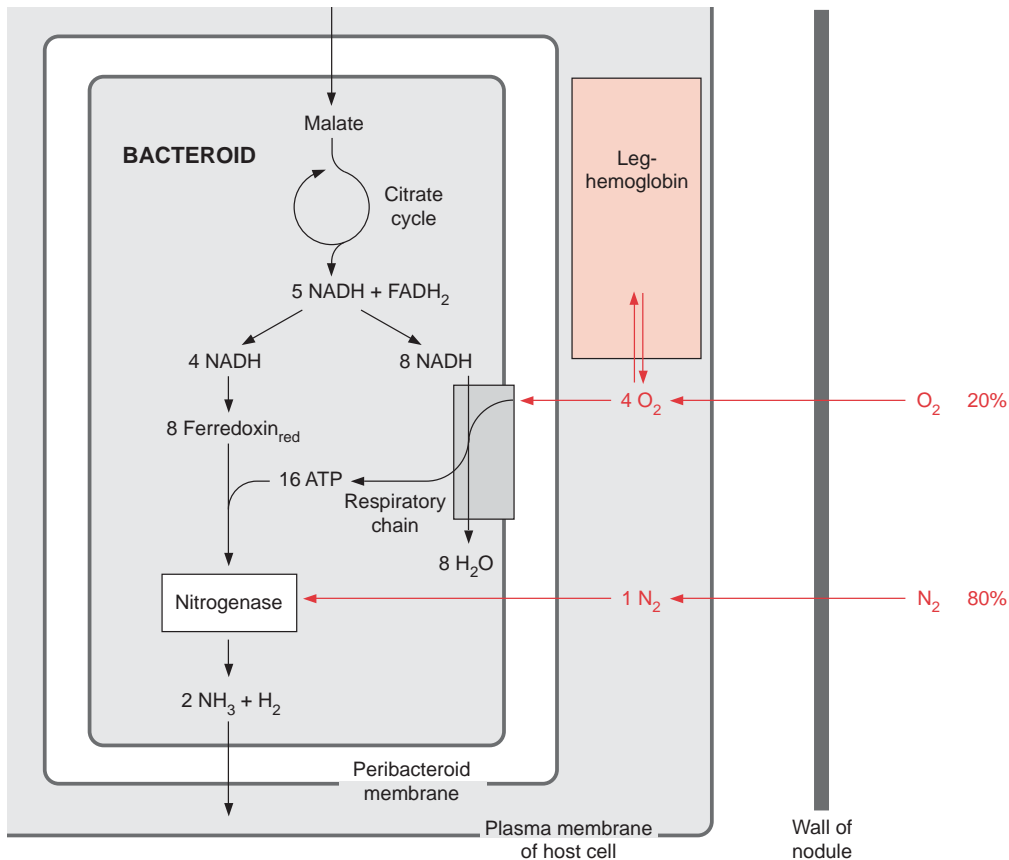 Malate
BACTEROID
Citrate
cycle
Leg-
hemoglobin
5 NADH + FADH₂
4 NADH
8 NADH
4 O₂
O₂ 20%
8 Ferredoxin_red
16 ATP
Respiratory
chain
8 H₂O
Nitrogenase
1 N₂
N₂ 80%
2 NH₃ + H₂
Peribacteroid
membrane
Plasma membrane
of host cell
Wall of
nodule